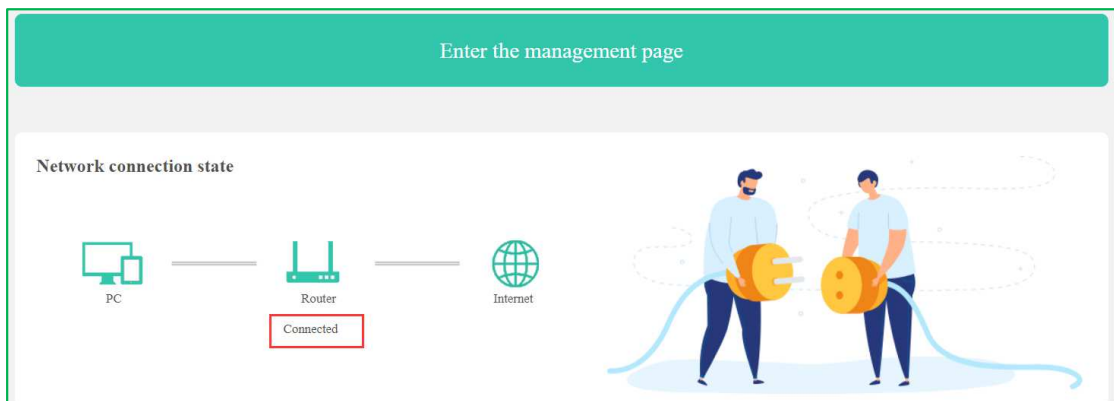 Enter the management page
Network connection state
PC
Router
Internet
Connected